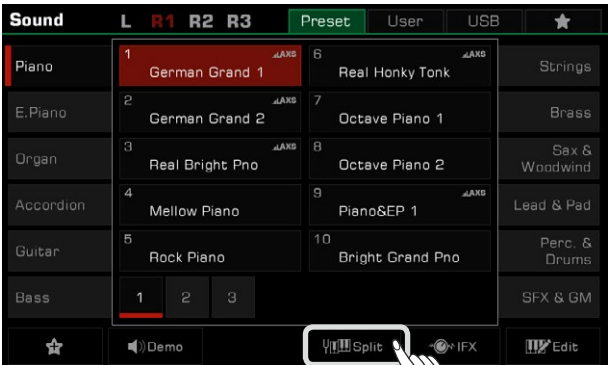 Sound L R1 R2 R3 Preset User USB
Piano
E.Piano
Organ
Accordion
Guitar
Bass
1 AXS
German Grand 1
2 AXS
German Grand 2
3 AXS
Real Bright Pno
4
Mellow Piano
5
Rock Piano
6 AXS
Real Honky Tonk
7
Octave Piano 1
8
Octave Piano 2
9 AXS
Piano&EP 1
10
Bright Grand Pno
1 2 3
Strings
Brass
Sax &
Woodwind
Lead & Pad
Perc. &
Drums
SFX & GM
Demo Split IFX Edit